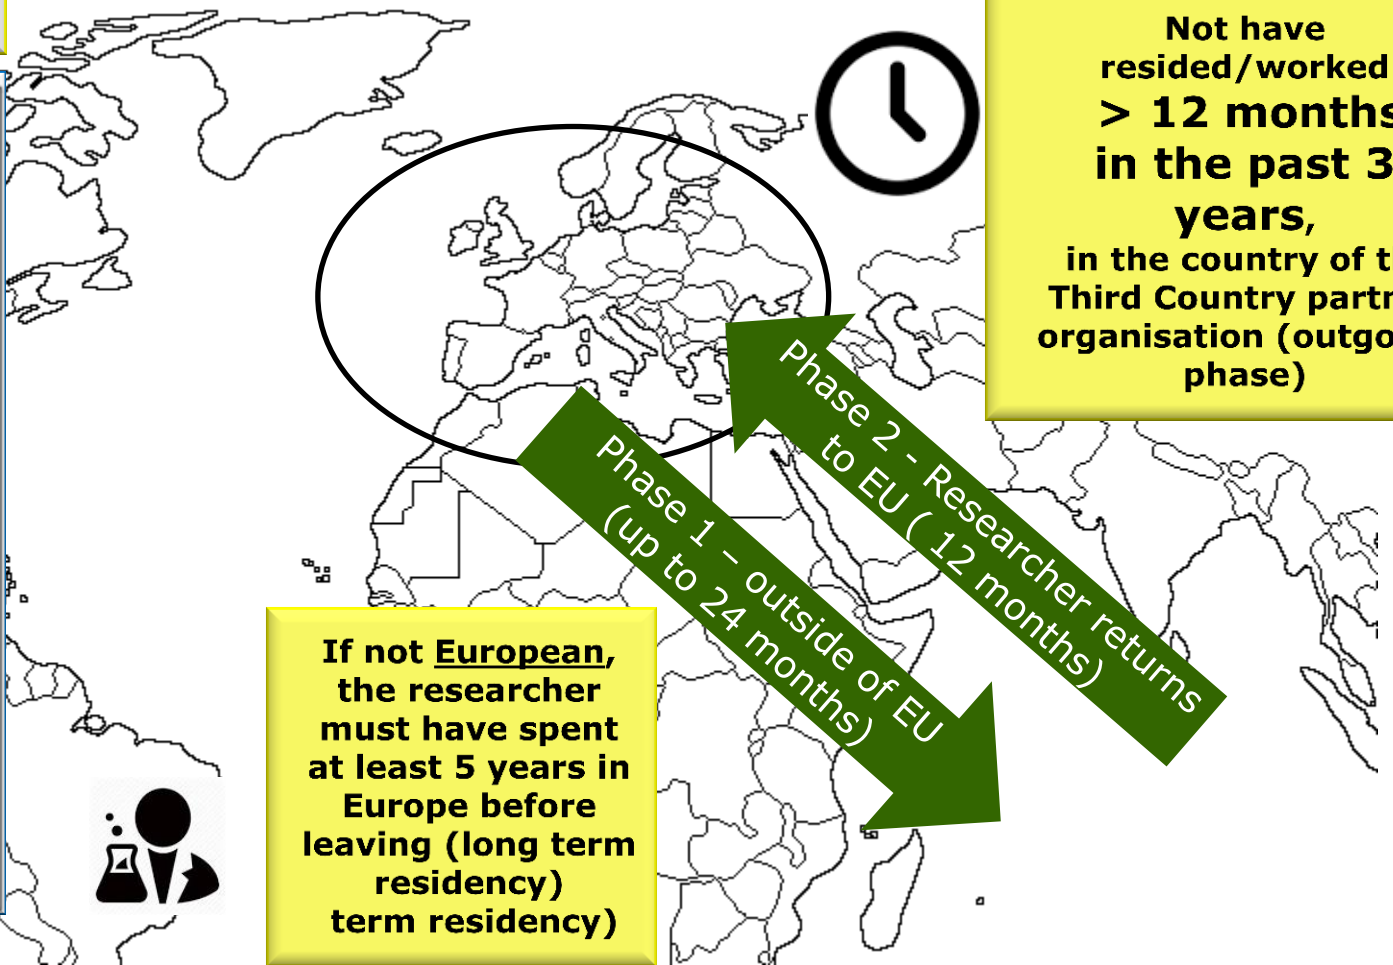 Not have
resided/worked
> 12 months
in the past 3
years,
in the country of
Third Country
organisation
phase)
Phase 2 - Researcher returns
to EU ( 12 months)
Phase 1 – outside of EU
(up to 24 months)
If not European,
the researcher
must have spent
at least 5 years in
Europe before
leaving (long term
residency)
term residency)